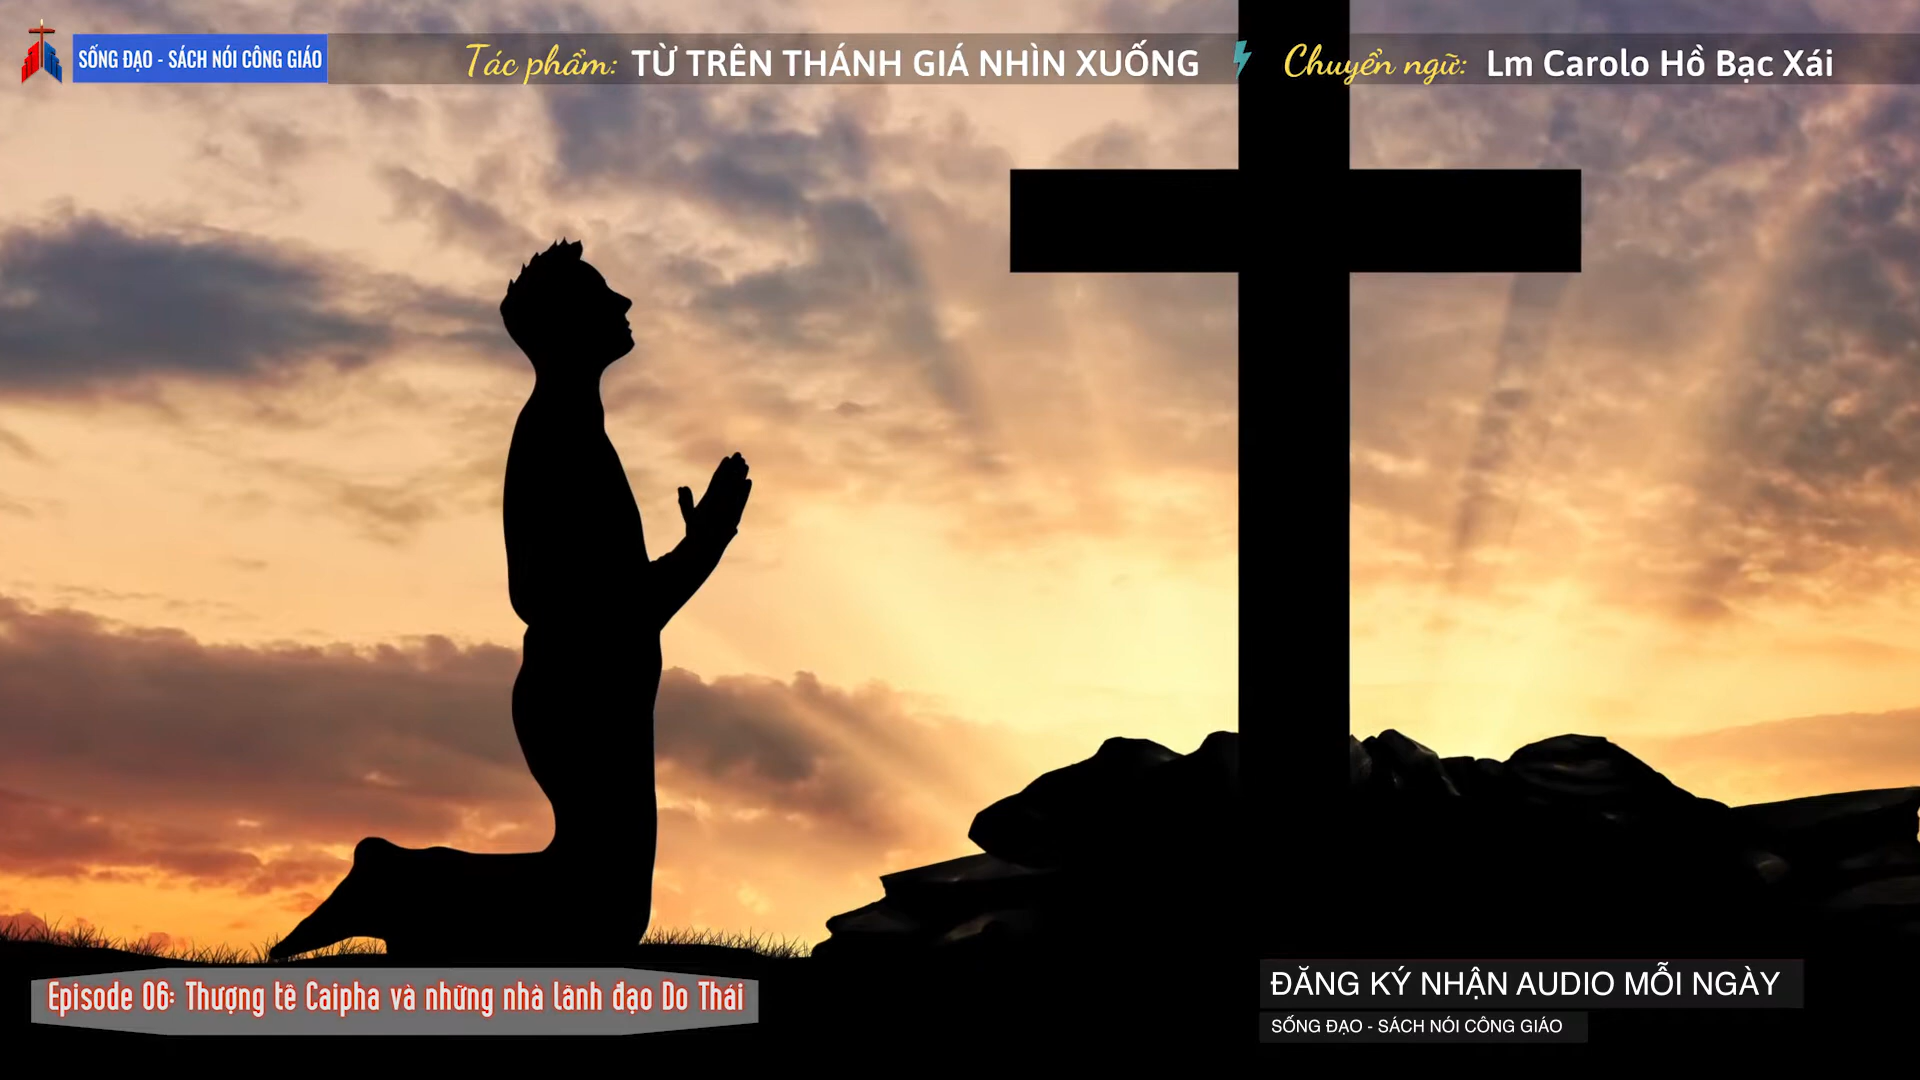 SỐNG ĐẠO - SÁCH NÓI CÔNG GIÁO
Tác phẩm: TỪ TRÊN THÁNH GIÁ NHÌN XUỐNG
Chuyển ngữ: Lm Carolo Hồ Bạc Xái
Episode 06: Thượng tế Caipha và những nhà lãnh đạo Do Thái
ĐĂNG KÝ NHẬN AUDIO MỖI NGÀY
SỐNG ĐẠO - SÁCH NÓI CÔNG GIÁO